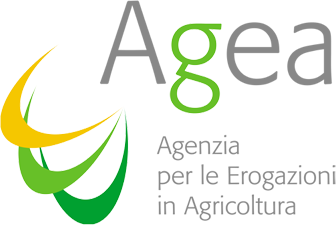 Agea
Agenzia
per le Erogazioni
in Agricoltura